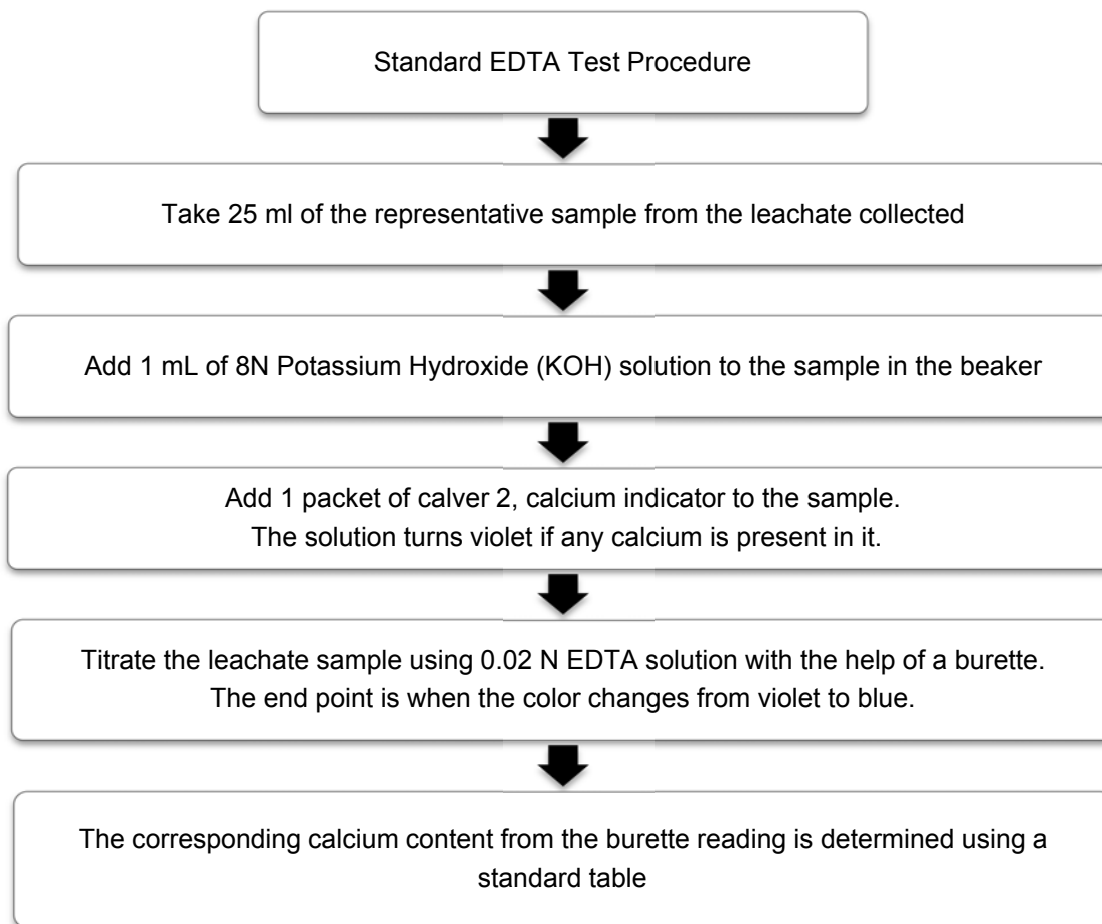 Standard EDTA Test Procedure
Take 25 ml of the representative sample from the leachate collected
Add 1 mL of 8N Potassium Hydroxide (KOH) solution to the sample in the beaker
Add 1 packet of calver 2, calcium indicator to the sample.
The solution turns violet if any calcium is present in it.
Titrate the leachate sample using 0.02 N EDTA solution with the help of a burette.
The end point is when the color changes from violet to blue.
The corresponding calcium content from the burette reading is determined using a
standard table